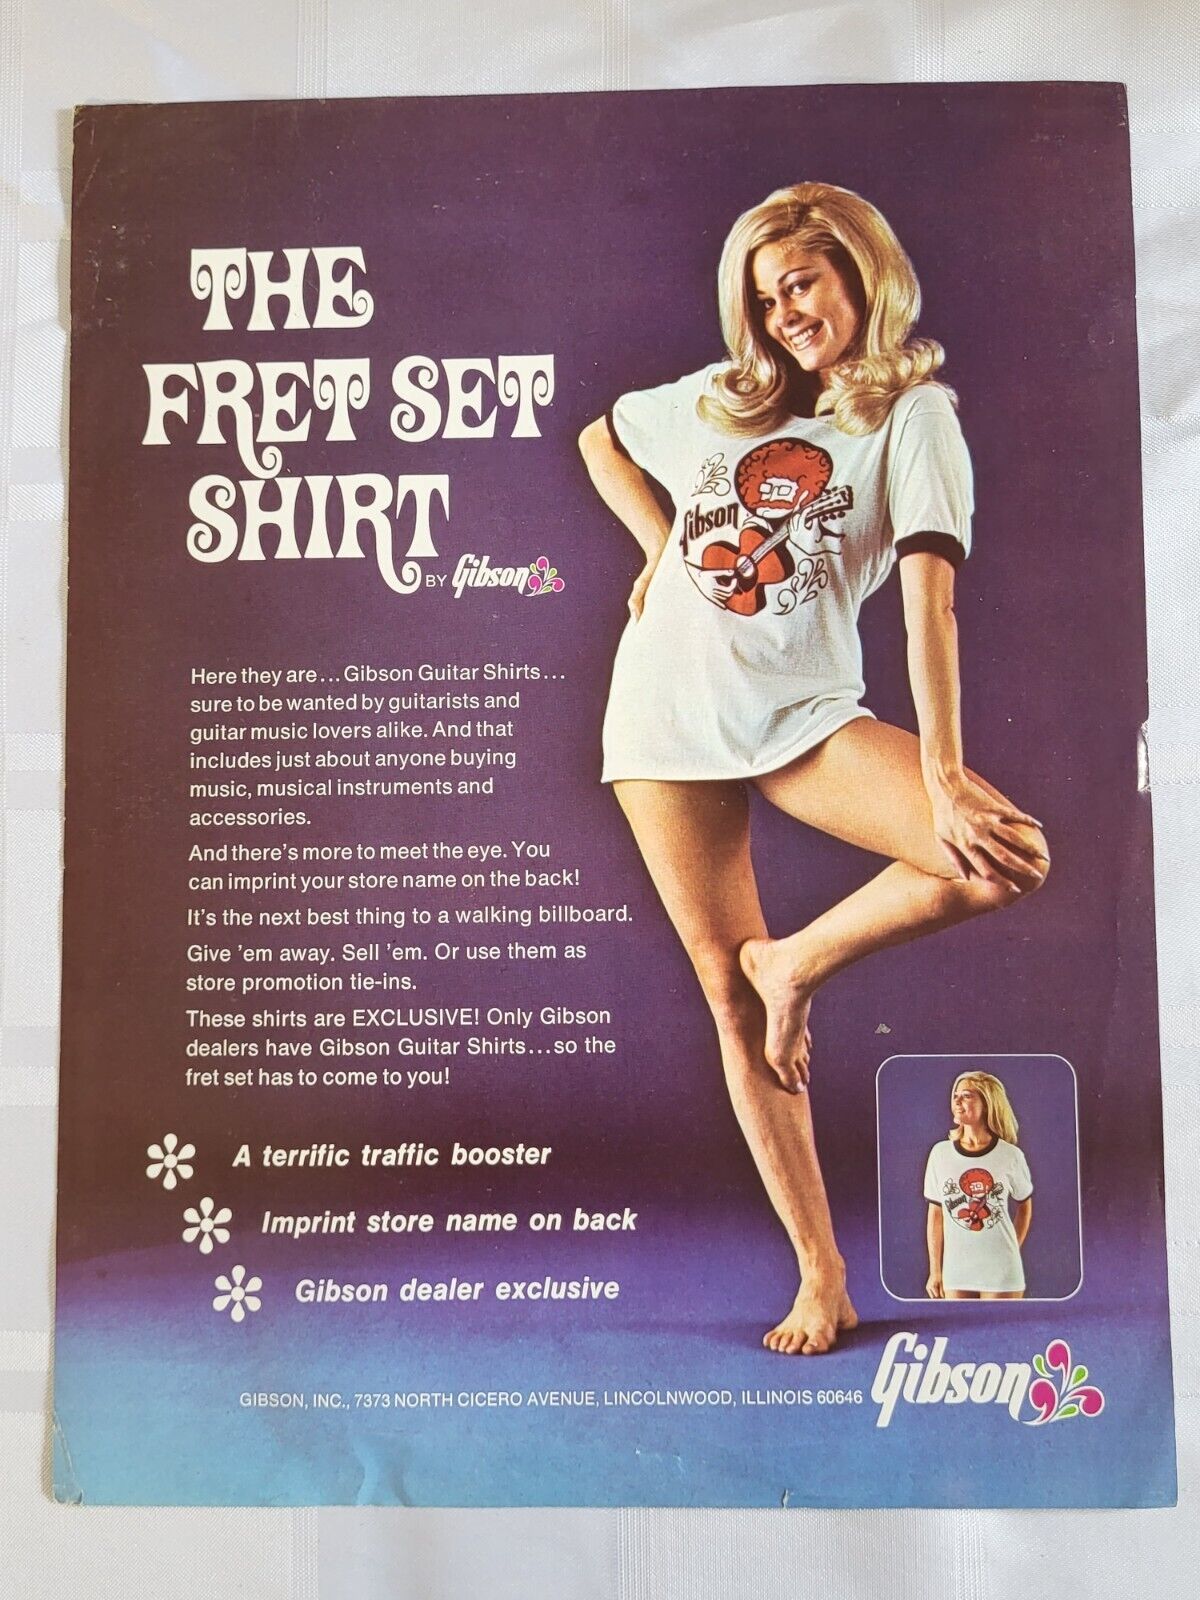 THE
FRET SET
SHIRT
BY Gibson
Gibson
Here they are...Gibson Guitar Shirts...
sure to be wanted by guitarists and
guitar music lovers alike. And that
includes just about anyone buying
music, musical instruments and
accessories.
And there's more to meet the eye. You
can imprint your store name on the back!
It's the next best thing to a walking billboard.
Give 'em away. Sell 'em. Or use them as
store promotion tie-ins.
These shirts are EXCLUSIVE! Only Gibson
dealers have Gibson Guitar Shirts...so the
fret set has to come to you!
A terrific traffic booster
Imprint store name on back
Gibson dealer exclusive
Gibson
GIBSON, INC., 7373 NORTH CICERO AVENUE, LINCOLNWOOD, ILLINOIS 60646
Gibson